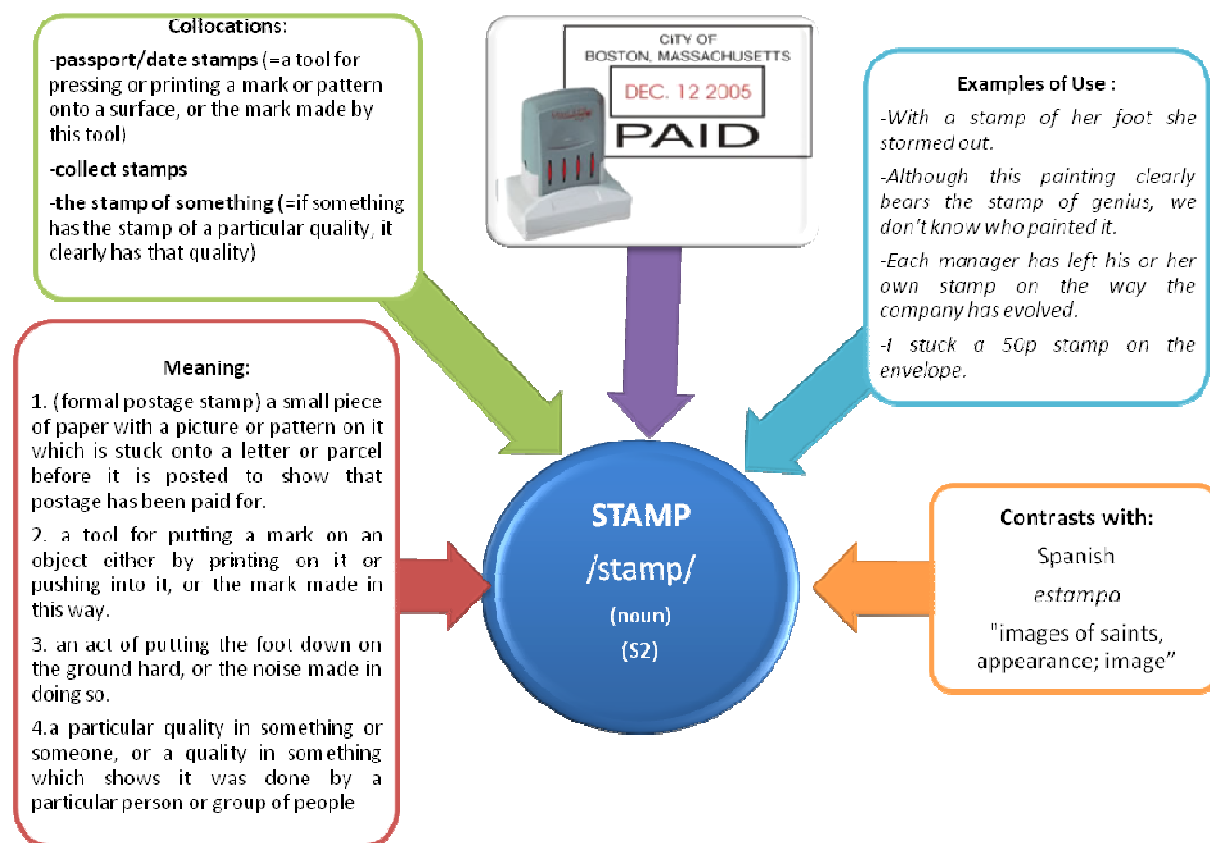 Collocations:
-passport/date stamps (=a tool for
pressing or printing a mark or pattern
onto a surface, or the mark made by
this tool)
-collect stamps
-the stamp of something (=if something
has the stamp of a particular quality, it
clearly has that quality)
CITY OF
BOSTON, MASSACHUSETTS
DEC. 12 2005
PAID
Examples of Use :
-With a stamp of her foot she
stormed out.
-Although this painting clearly
bears the stamp of genius, we
don't know who painted it.
-Each manager has left his or her
own stamp on the way the
company has evolved.
-I stuck a 50p stamp on the
envelope.
Meaning:
1. (formal postage stamp) a small piece
of paper with a picture or pattern on it
which is stuck onto a letter or parcel
before it is posted to show that
postage has been paid for.
2. a tool for putting a mark on an
object either by printing on it or
pushing into it, or the mark made in
this way.
3. an act of putting the foot down on
the ground hard, or the noise made in
doing so.
4.a particular quality in something or
someone, or a quality in something
which shows it was done by a
particular person or group of people
STAMP
/stamp/
(noun)
(S2)
Contrasts with:
Spanish
estampo
"images of saints,
appearance; image”